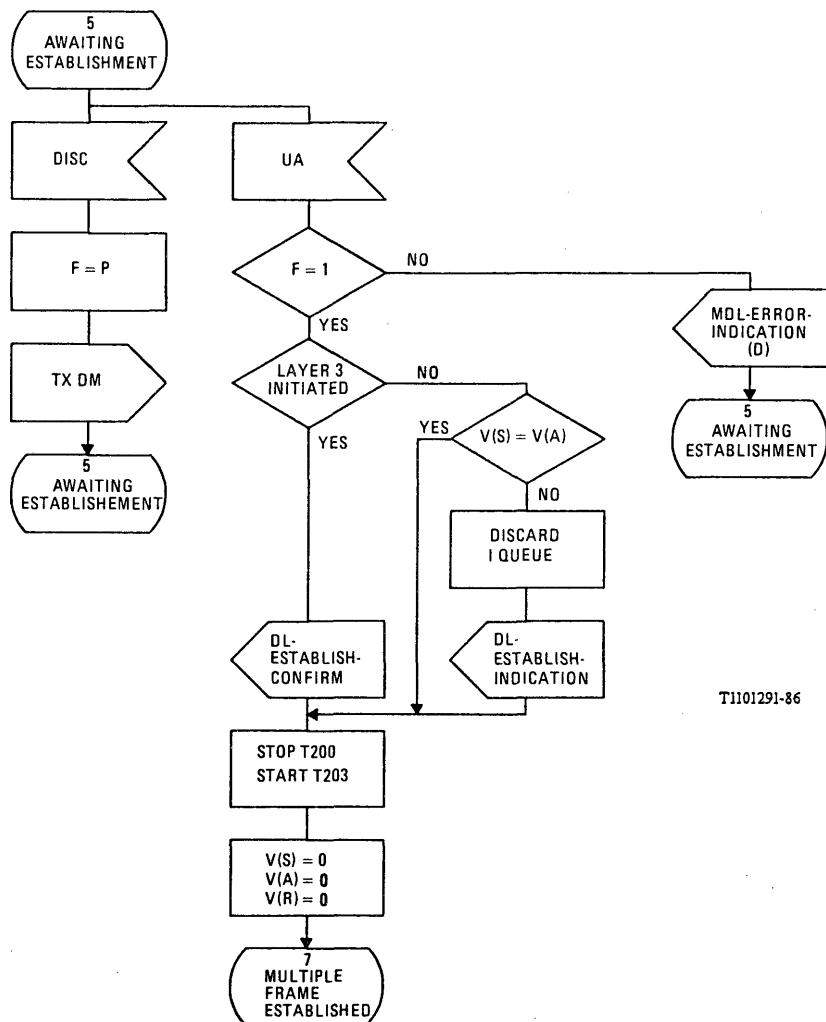 5
AWAITING
ESTABLISHMENT
DISC
UA
F = P
F = 1
NO
YES
MDL-ERROR-
INDICATION
(D)
TX DM
LAYER 3
INITIATED
NO
YES
YES
V(S) = V(A)
NO
5
AWAITING
ESTABLISHMENT
5
AWAITING
ESTABLISHEMENT
DISCARD
I QUEUE
DL-
ESTABLISH-
CONFIRM
DL-
ESTABLISH-
INDICATION
T1101291-86
STOP T200
START T203
V(S) = 0
V(A) = 0
V(R) = 0
7
MULTIPLE
FRAME
ESTABLISHED